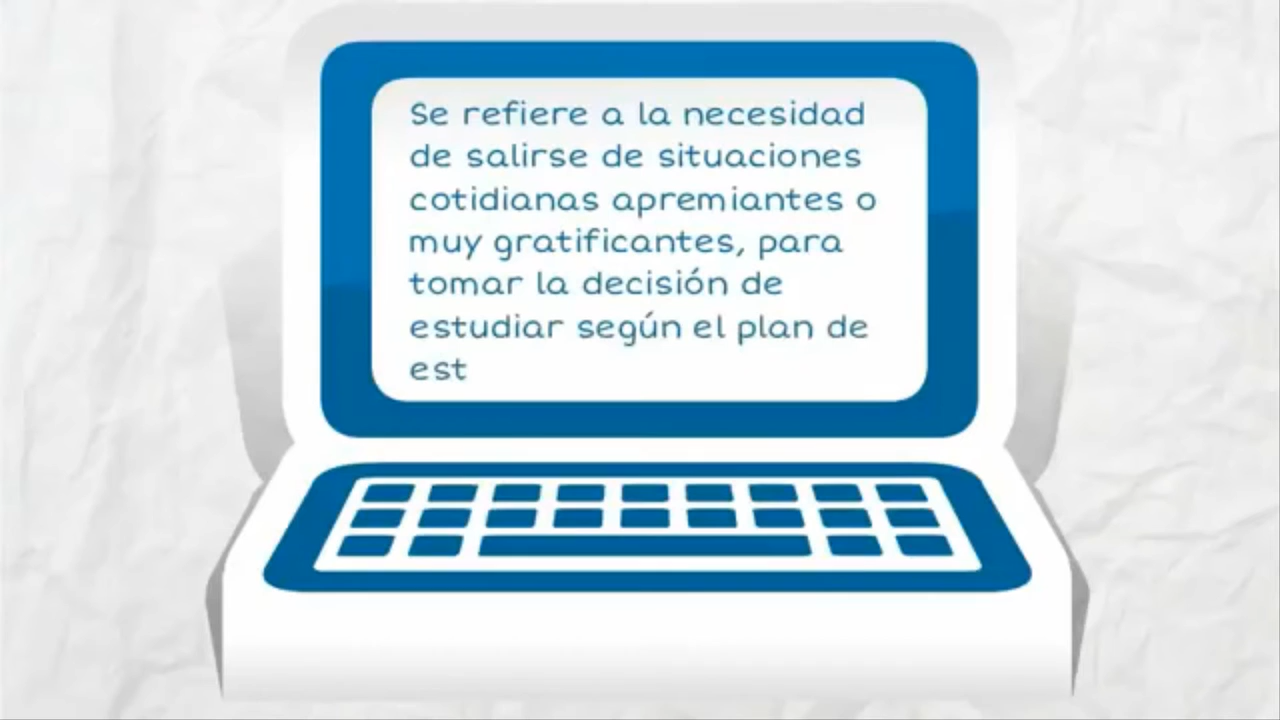 Se refiere a la necesidad
de salirse de situaciones
cotidianas apremiantes o
muy gratificantes, para
tomar la decisión de
estudiar según el plan de
est